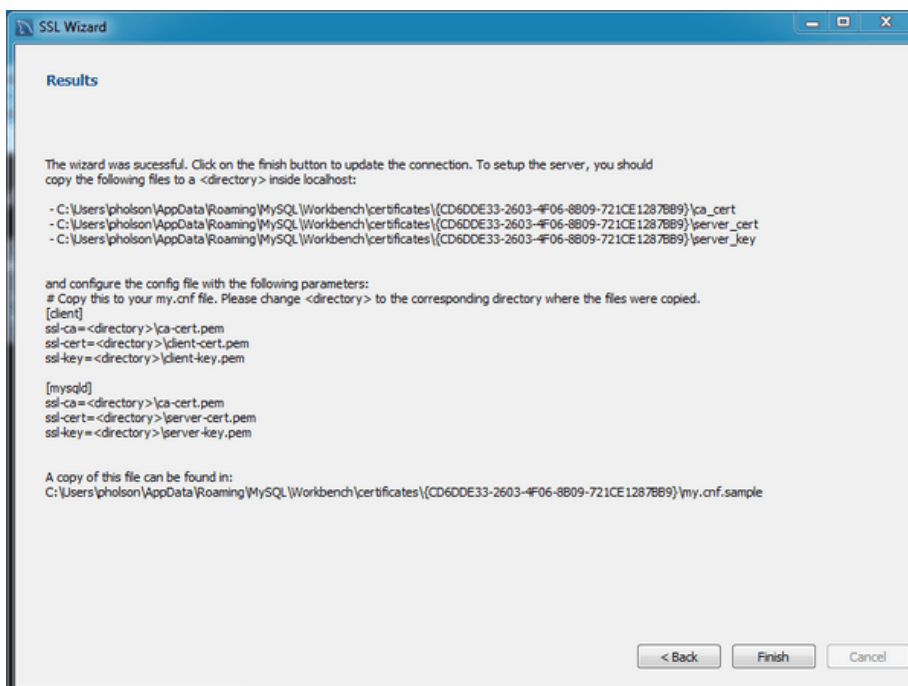 SSL Wizard
Results
The wizard was sucessful. Click on the finish button to update the connection. To setup the server, you should
copy the following files to a <directory> inside localhost:
- C:\Users\pholson\AppData\Roaming\MySQL\Workbench\certificates\{CD6DDE33-2603-4F06-8B09-721CE1287BB9}\ca_cert
- C:\Users\pholson\AppData\Roaming\MySQL\Workbench\certificates\{CD6DDE33-2603-4F06-8B09-721CE1287BB9}\server_cert
- C:\Users\pholson\AppData\Roaming\MySQL\Workbench\certificates\{CD6DDE33-2603-4F06-8B09-721CE1287BB9}\server_key
and configure the config file with the following parameters:
# Copy this to your my.cnf file. Please change <directory> to the corresponding directory where the files were copied.
[client]
ssl-ca=<directory>\ca-cert.pem
ssl-cert=<directory>\client-cert.pem
ssl-key=<directory>\client-key.pem
[mysqld]
ssl-ca=<directory>\ca-cert.pem
ssl-cert=<directory>\server-cert.pem
ssl-key=<directory>\server-key.pem
A copy of this file can be found in:
C:\Users\pholson\AppData\Roaming\MySQL\Workbench\certificates\{CD6DDE33-2603-4F06-8B09-721CE1287BB9}\my.cnf.sample
< Back Finish Cancel